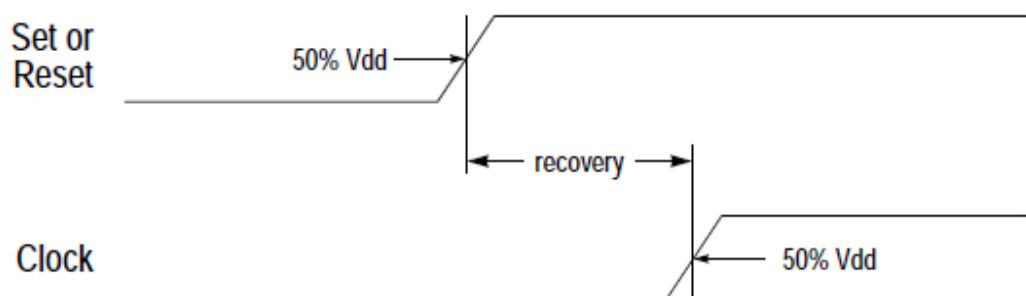 Set or
Reset
50% Vdd
recovery
Clock
50% Vdd